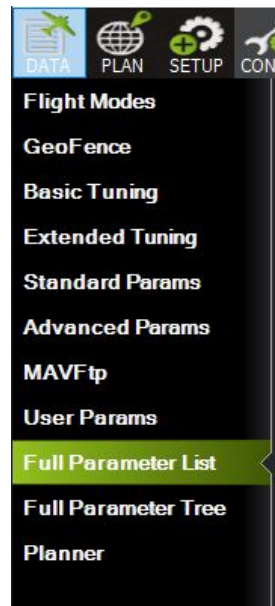 DATA PLAN SETUP CON
Flight Modes
GeoFence
Basic Tuning
Extended Tuning
Standard Params
Advanced Params
MAVFtp
User Params
Full Parameter List
Full Parameter Tree
Planner